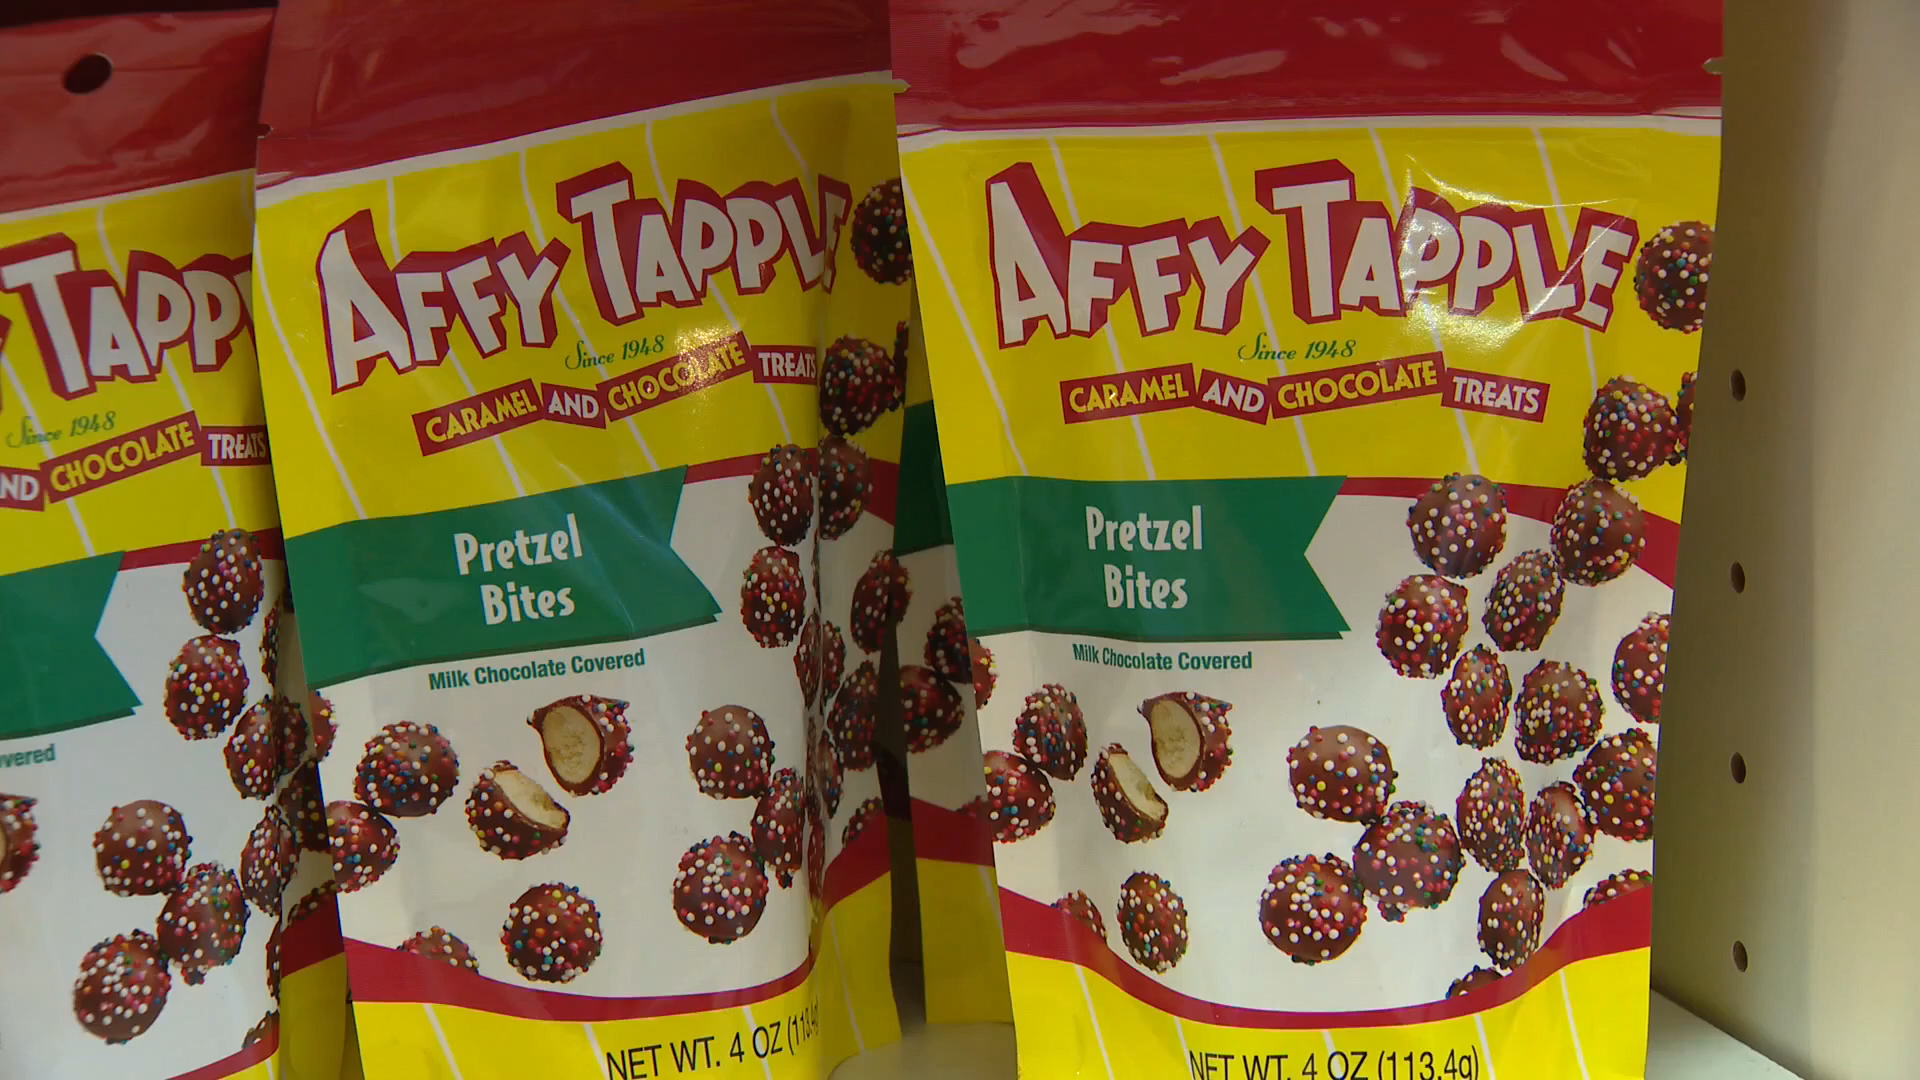 TAPP
Since 1948
ND CHOCOLATE TREATS
vered
AFFY TAPPLE
Since 1948
CARAMEL AND CHOCOLATE TREATS
Pretzel
Bites
Milk Chocolate Covered
NET WT. 4 OZ (113.4g
AFFY TAPPLE
Since 1948
CARAMEL AND CHOCOLATE TREATS
Pretzel
Bites
Milk Chocolate Covered
NET WT. 4 OZ (113.4g)